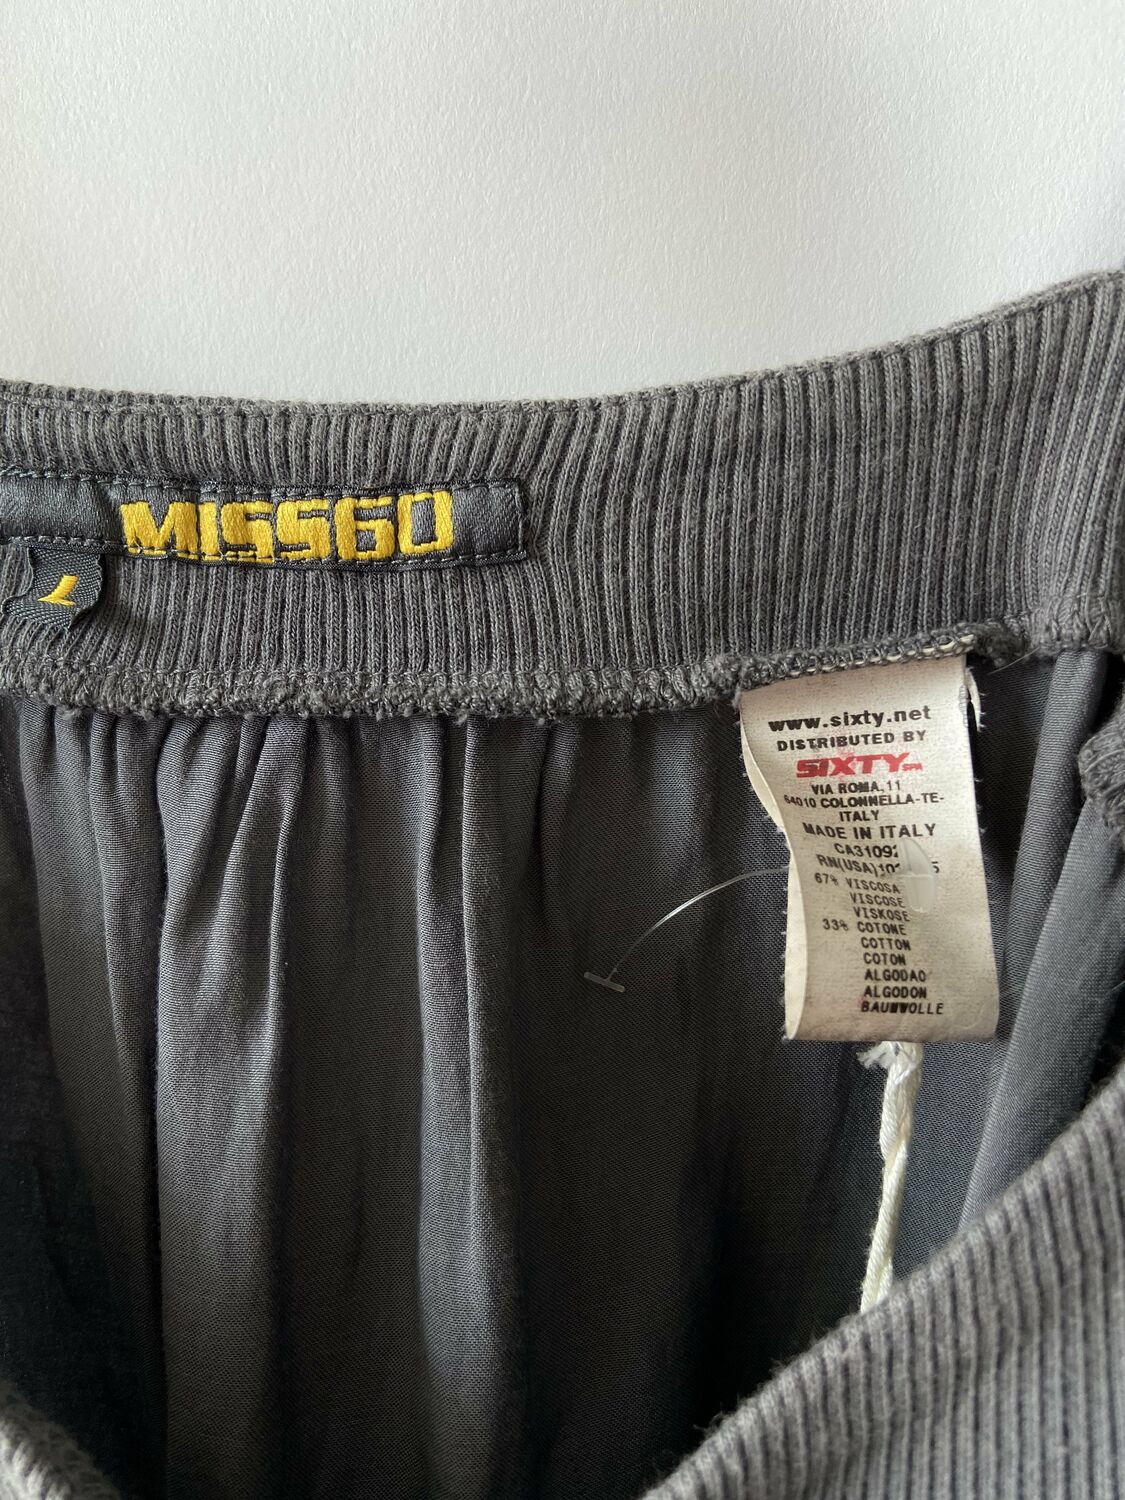 MISS60
www.sixty.net
DISTRIBUTED BY
SIXTY SPA
VIA ROMA,11
64010 COLONNELLA-TE-
ITALY
MADE IN ITALY
67% VISCOSA
VISCOSE
VISKOSE
33% COTONE
COTTON
COTON
ALGODAO
ALGODON
BAUMWOLLE